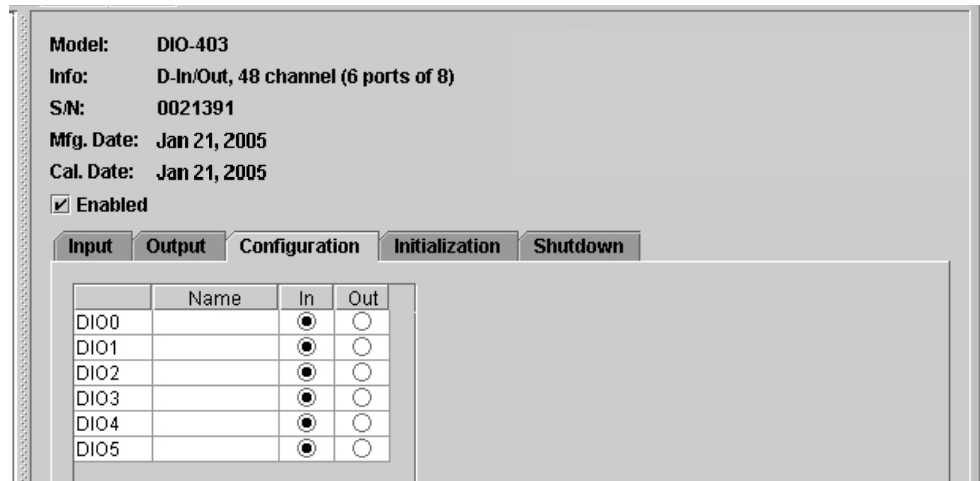 Model: DIO-403
Info: D-In/Out, 48 channel (6 ports of 8)
S/N: 0021391
Mfg. Date: Jan 21, 2005
Cal. Date: Jan 21, 2005
Enabled
Input Output Configuration Initialization Shutdown
Name In Out
DIO0
DIO1
DIO2
DIO3
DIO4
DIO5